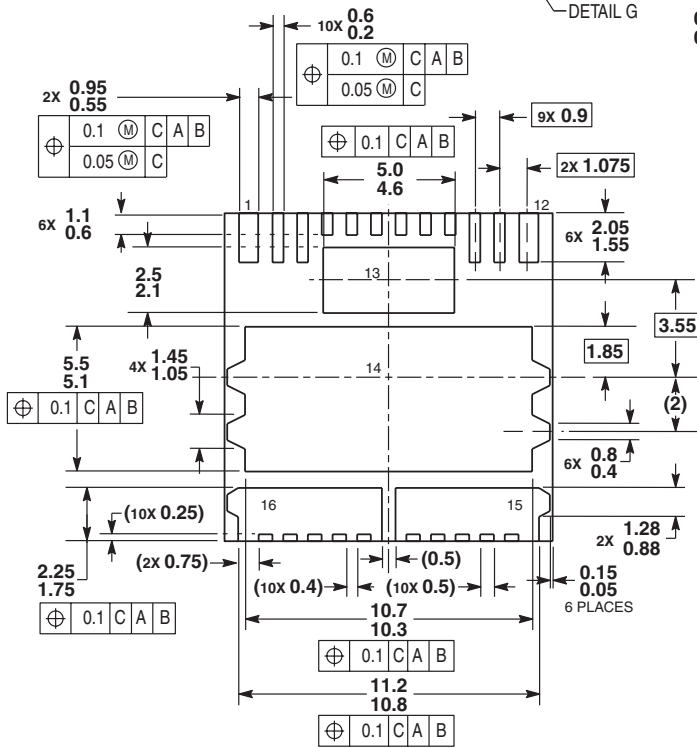 DETAIL G
10X 0.6
0.2
0.1 Ⓜ C A B
0.05 Ⓜ C
2X 0.95
0.55
0.1 Ⓜ C A B
0.05 Ⓜ C
9X 0.9
0.1 C A B
2X 1.075
5.0
4.6
1
12
6X 1.1
0.6
6X 2.05
1.55
13
2.5
2.1
3.55
1.85
5.5
5.1
4X 1.45
1.05
14
0.1 C A B
(2)
6X 0.8
0.4
16
15
(10X 0.25)
2X 1.28
0.88
(2X 0.75)
(0.5)
2.25
1.75
(10X 0.4)
(10X 0.5)
0.15
0.05
6 PLACES
0.1 C A B
10.7
10.3
0.1 C A B
11.2
10.8
0.1 C A B